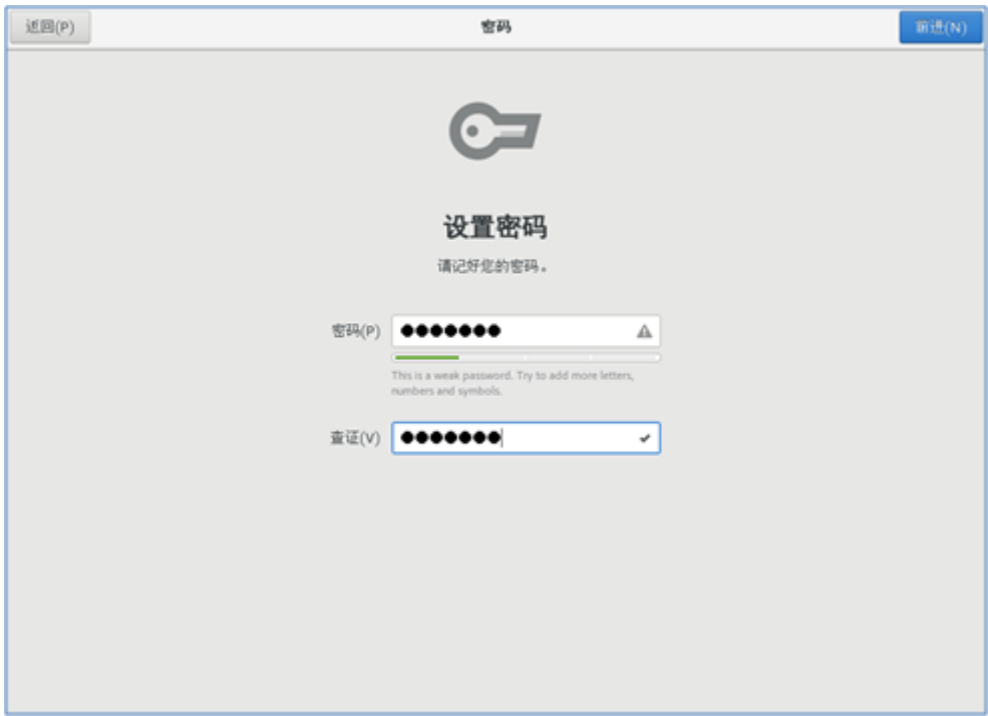 返回(P)
密码
前进(N)
设置密码
请记好您的密码。
密码(P)
●●●●●●●
This is a weak password. Try to add more letters,
numbers and symbols.
查证(V)
●●●●●●●